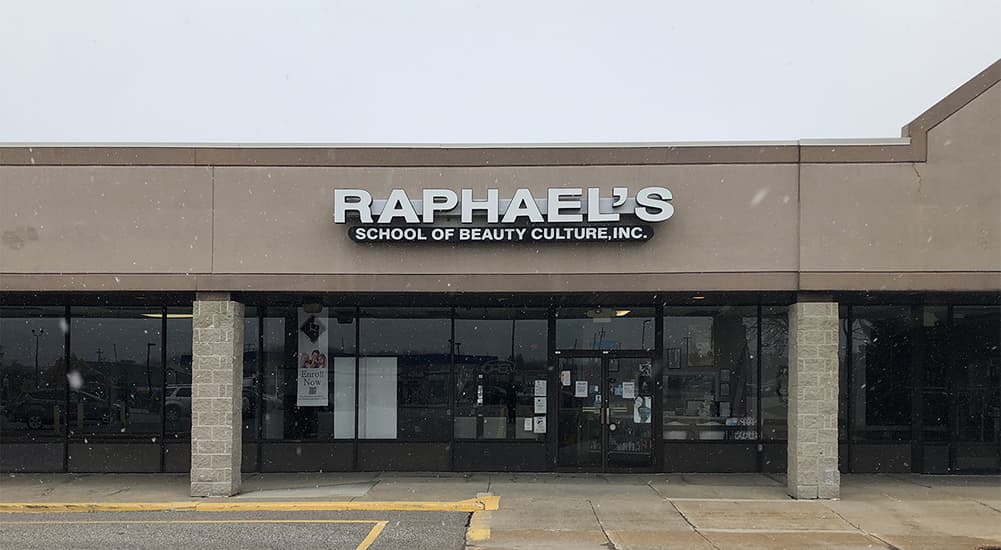 RAPHAEL'S
SCHOOL OF BEAUTY CULTURE, INC.
Enroll
Now